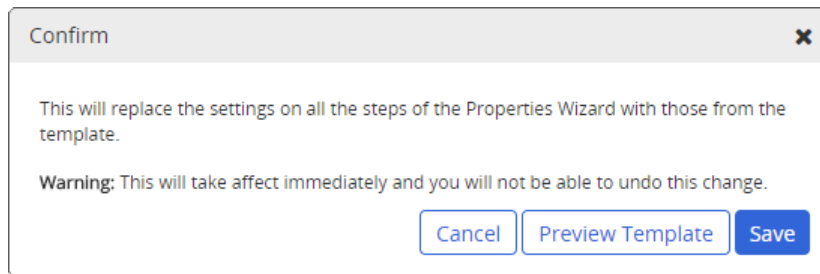 Confirm
This will replace the settings on all the steps of the Properties Wizard with those from the
template.
Warning: This will take affect immediately and you will not be able to undo this change.
Cancel Preview Template Save